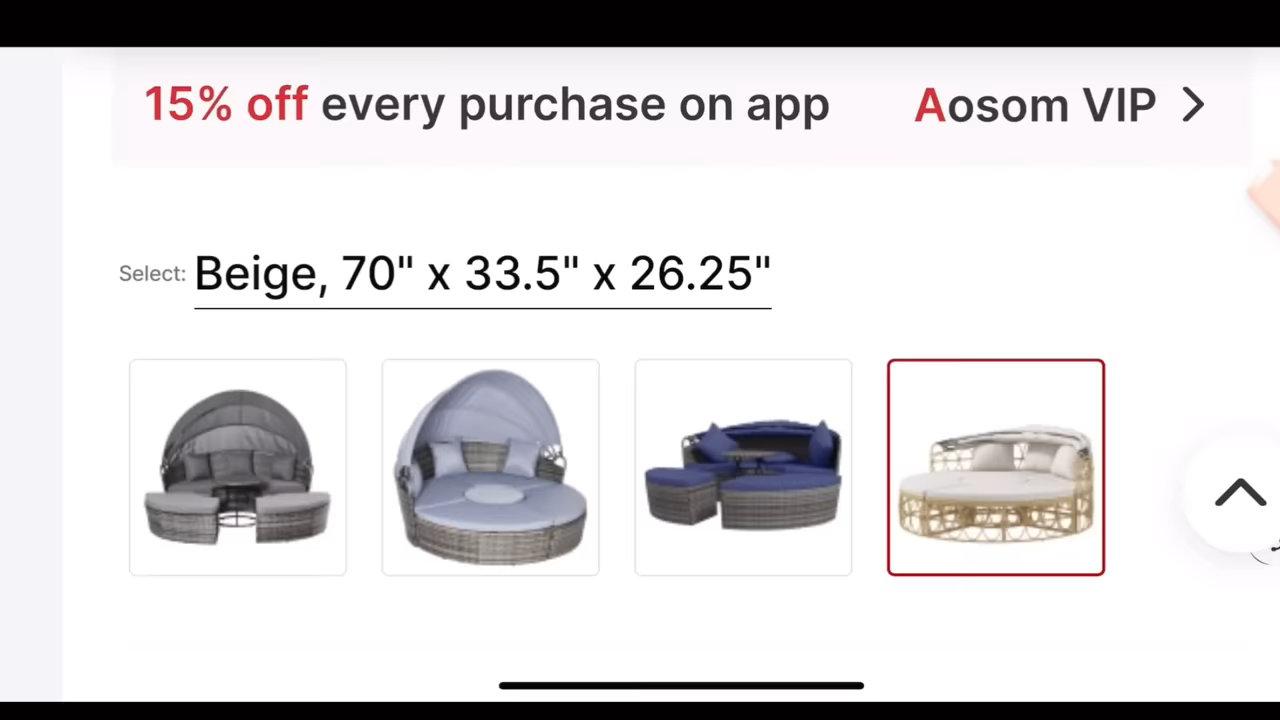 15% off every purchase on app Aosom VIP
Select: Beige, 70" x 33.5" x 26.25"